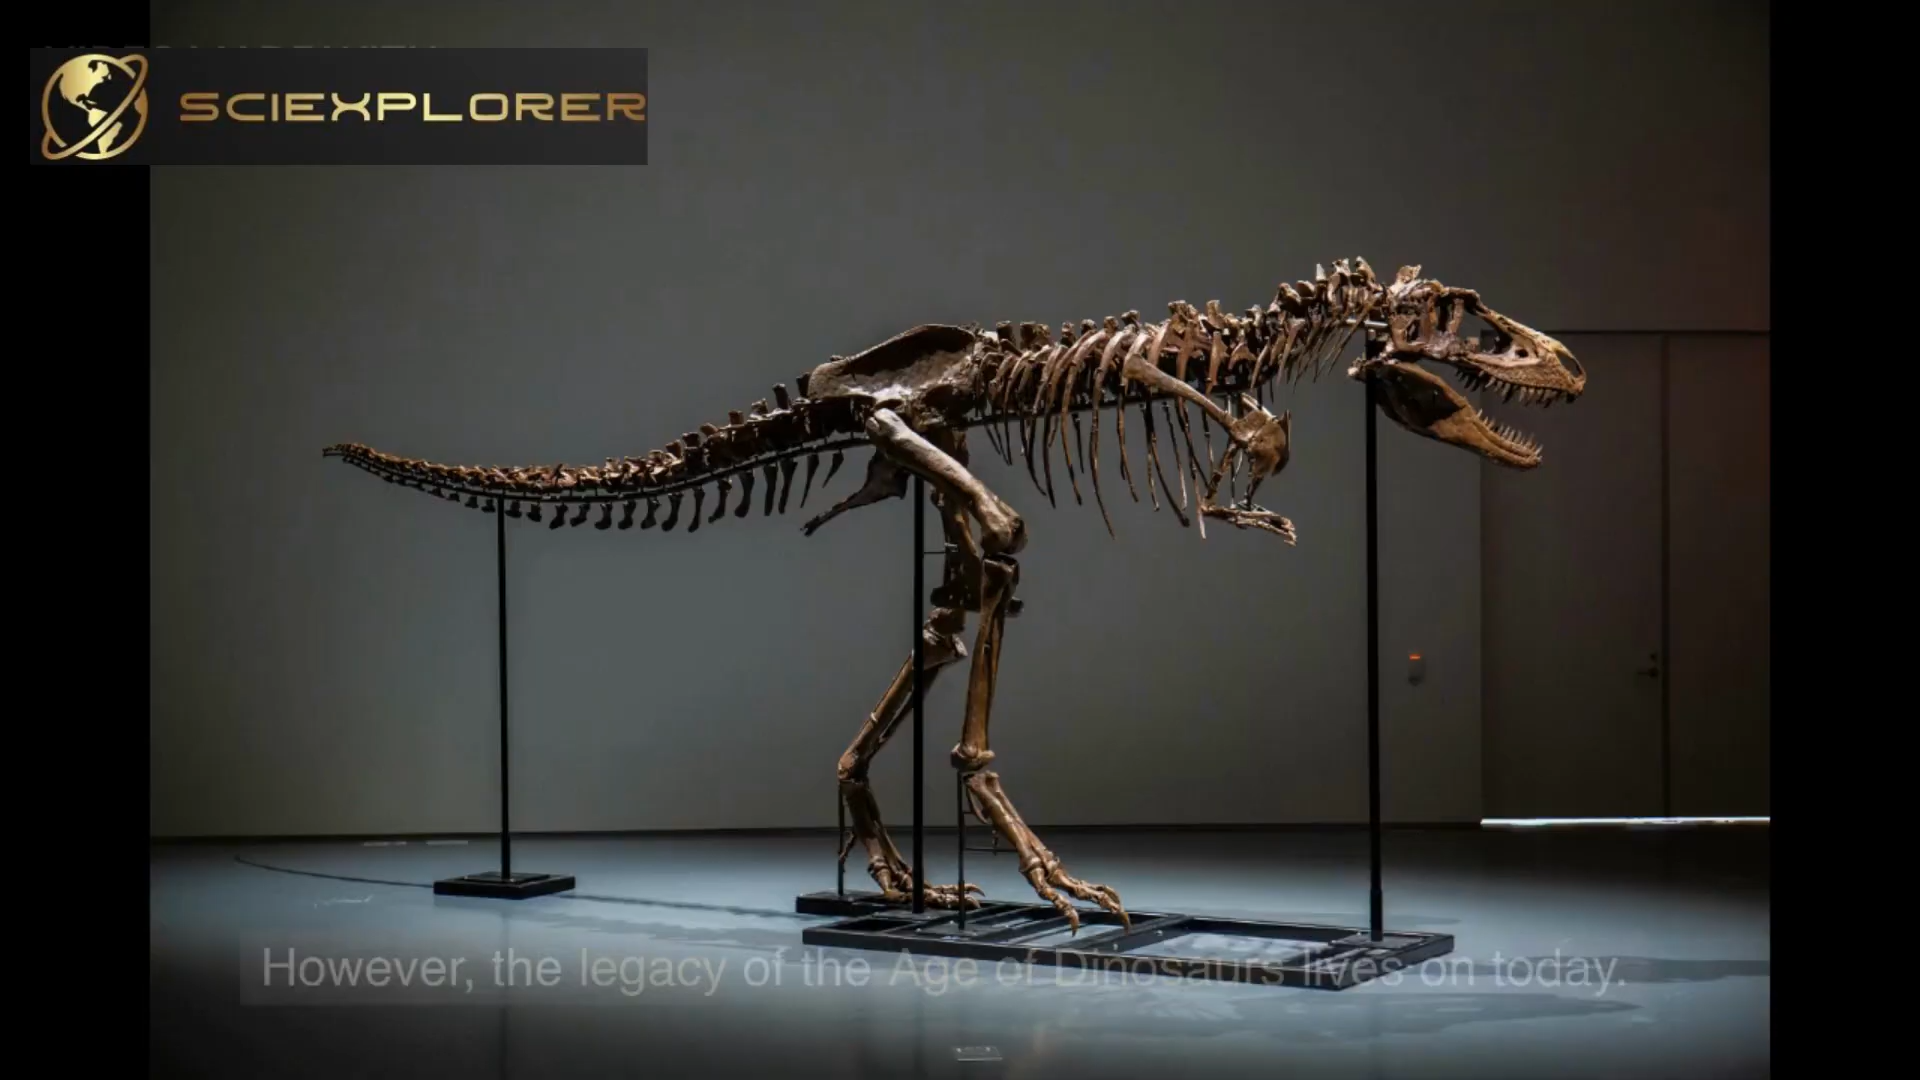 SCIEXPLORER
However, the legacy of the Age of Dinosaurs lives on today.